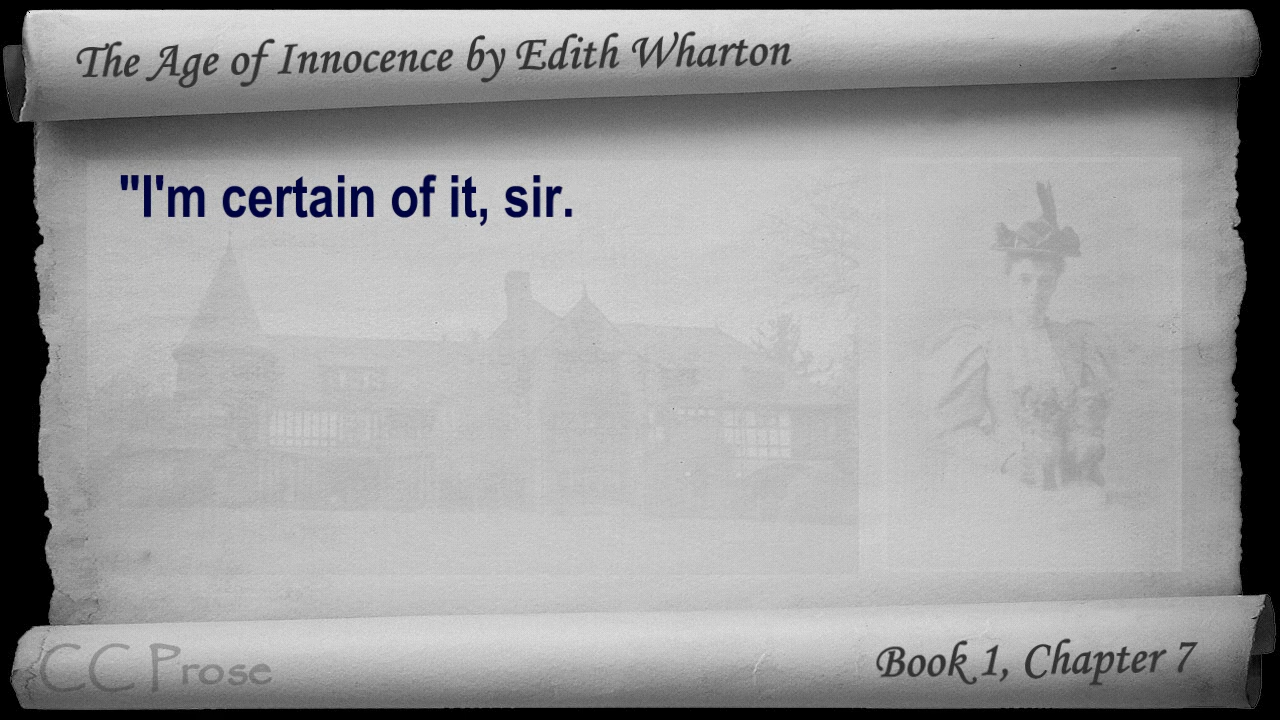 The Age of Innocence by Edith Wharton
"I'm certain of it, sir.
CC Prose
Book 1, Chapter 7